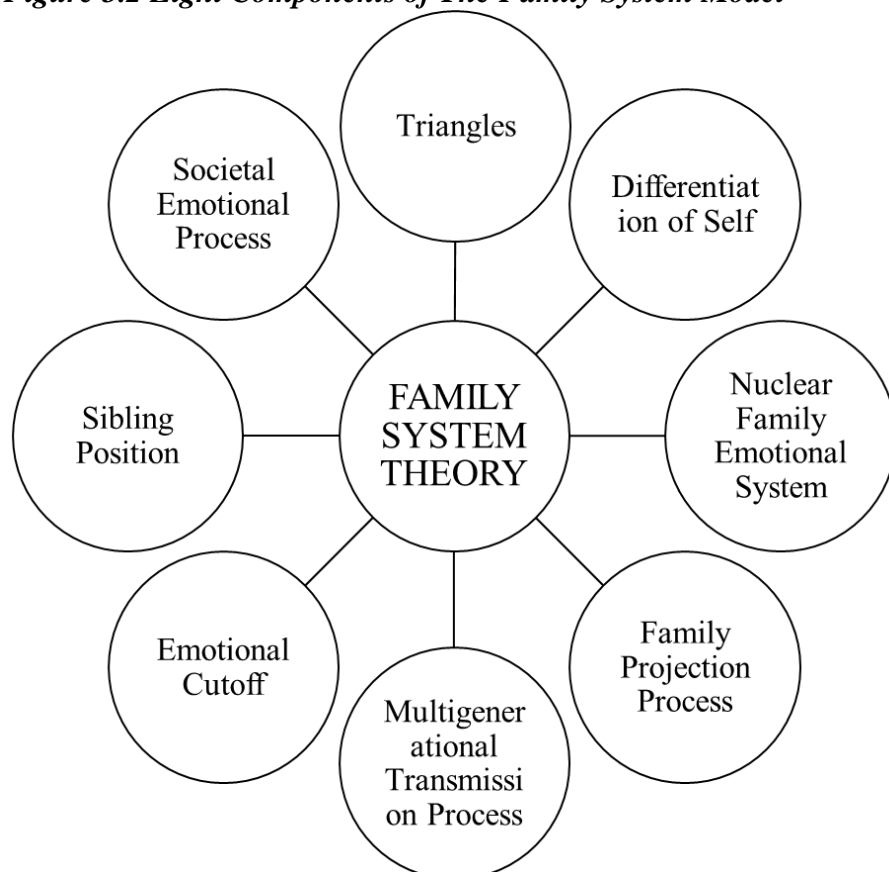 Figure 3.2 Eight Components of The Family System Model
Triangles
Differentiat
ion of Self
Nuclear
Family
Emotional
System
Family
Projection
Process
Multigener
ational
Transmissi
on Process
Emotional
Cutoff
Sibling
Position
Societal
Emotional
Process
FAMILY
SYSTEM
THEORY